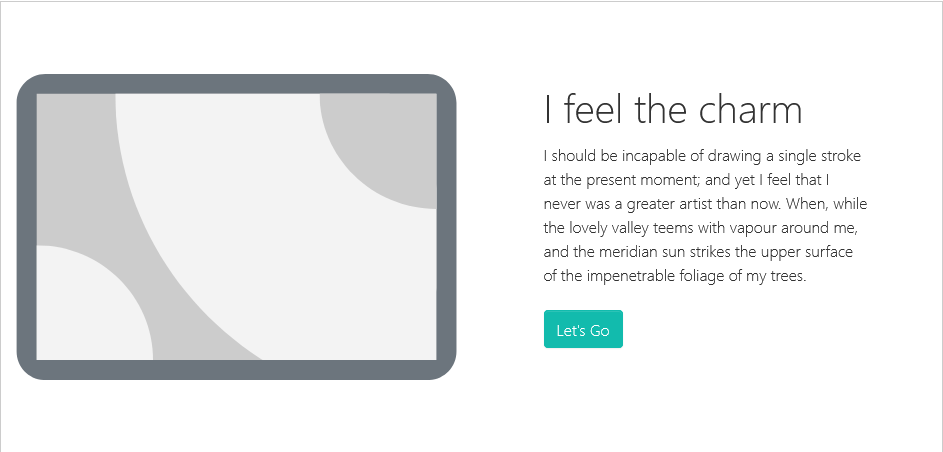 I feel the charm
I should be incapable of drawing a single stroke
at the present moment; and yet I feel that I
never was a greater artist than now. When, while
the lovely valley teems with vapour around me,
and the meridian sun strikes the upper surface
of the impenetrable foliage of my trees.
Let's Go